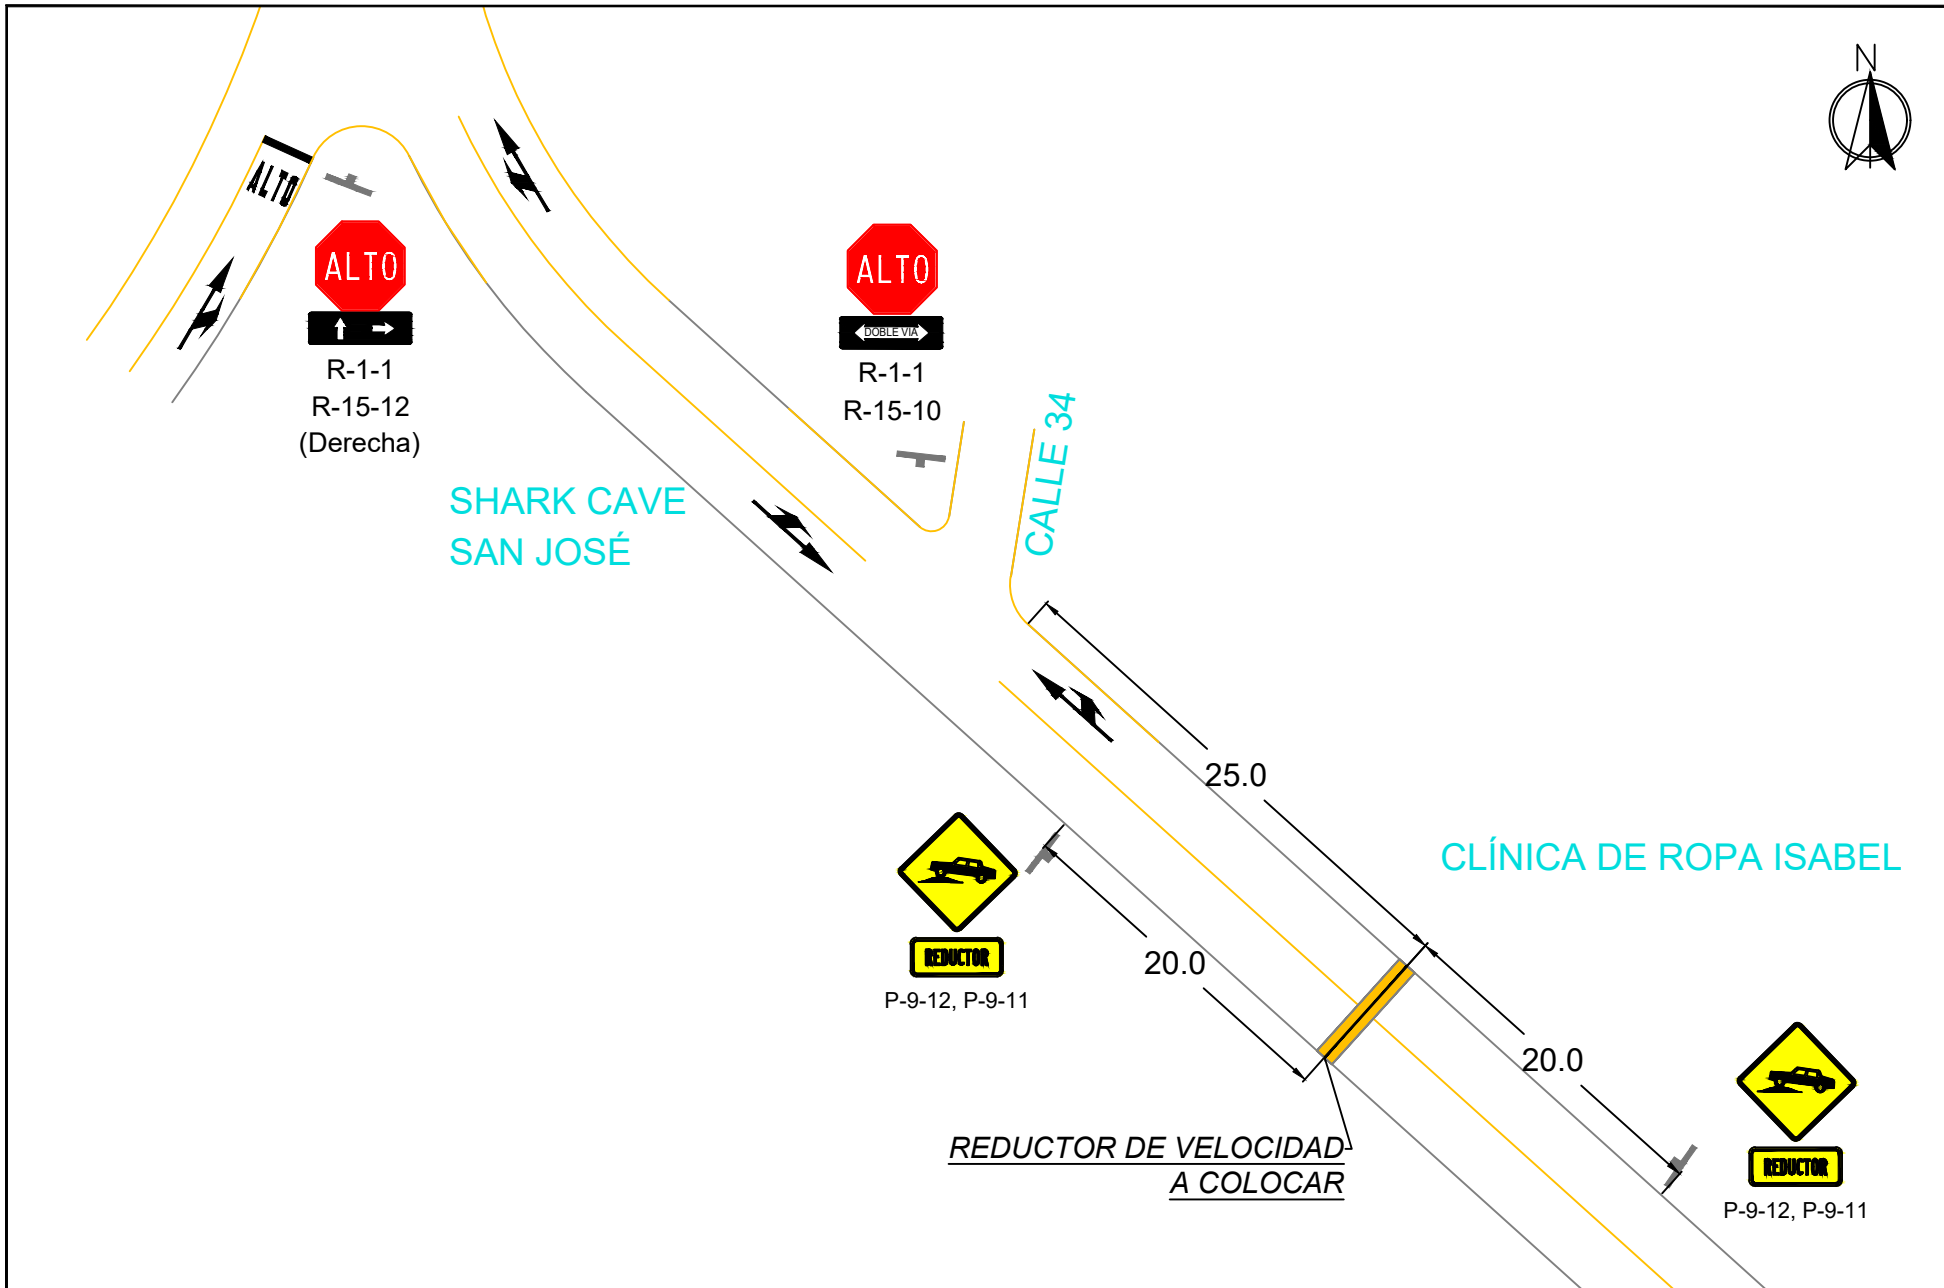 N
ALTO
ALTO
R-1-1
R-15-12
(Derecha)
ALTO
DOBLE VIA
R-1-1
R-15-10
CALLE 34
SHARK CAVE
SAN JOSÉ
25.0
CLÍNICA DE ROPA ISABEL
REDUCTOR
P-9-12, P-9-11
20.0
20.0
REDUCTOR DE VELOCIDAD
A COLOCAR
REDUCTOR
P-9-12, P-9-11